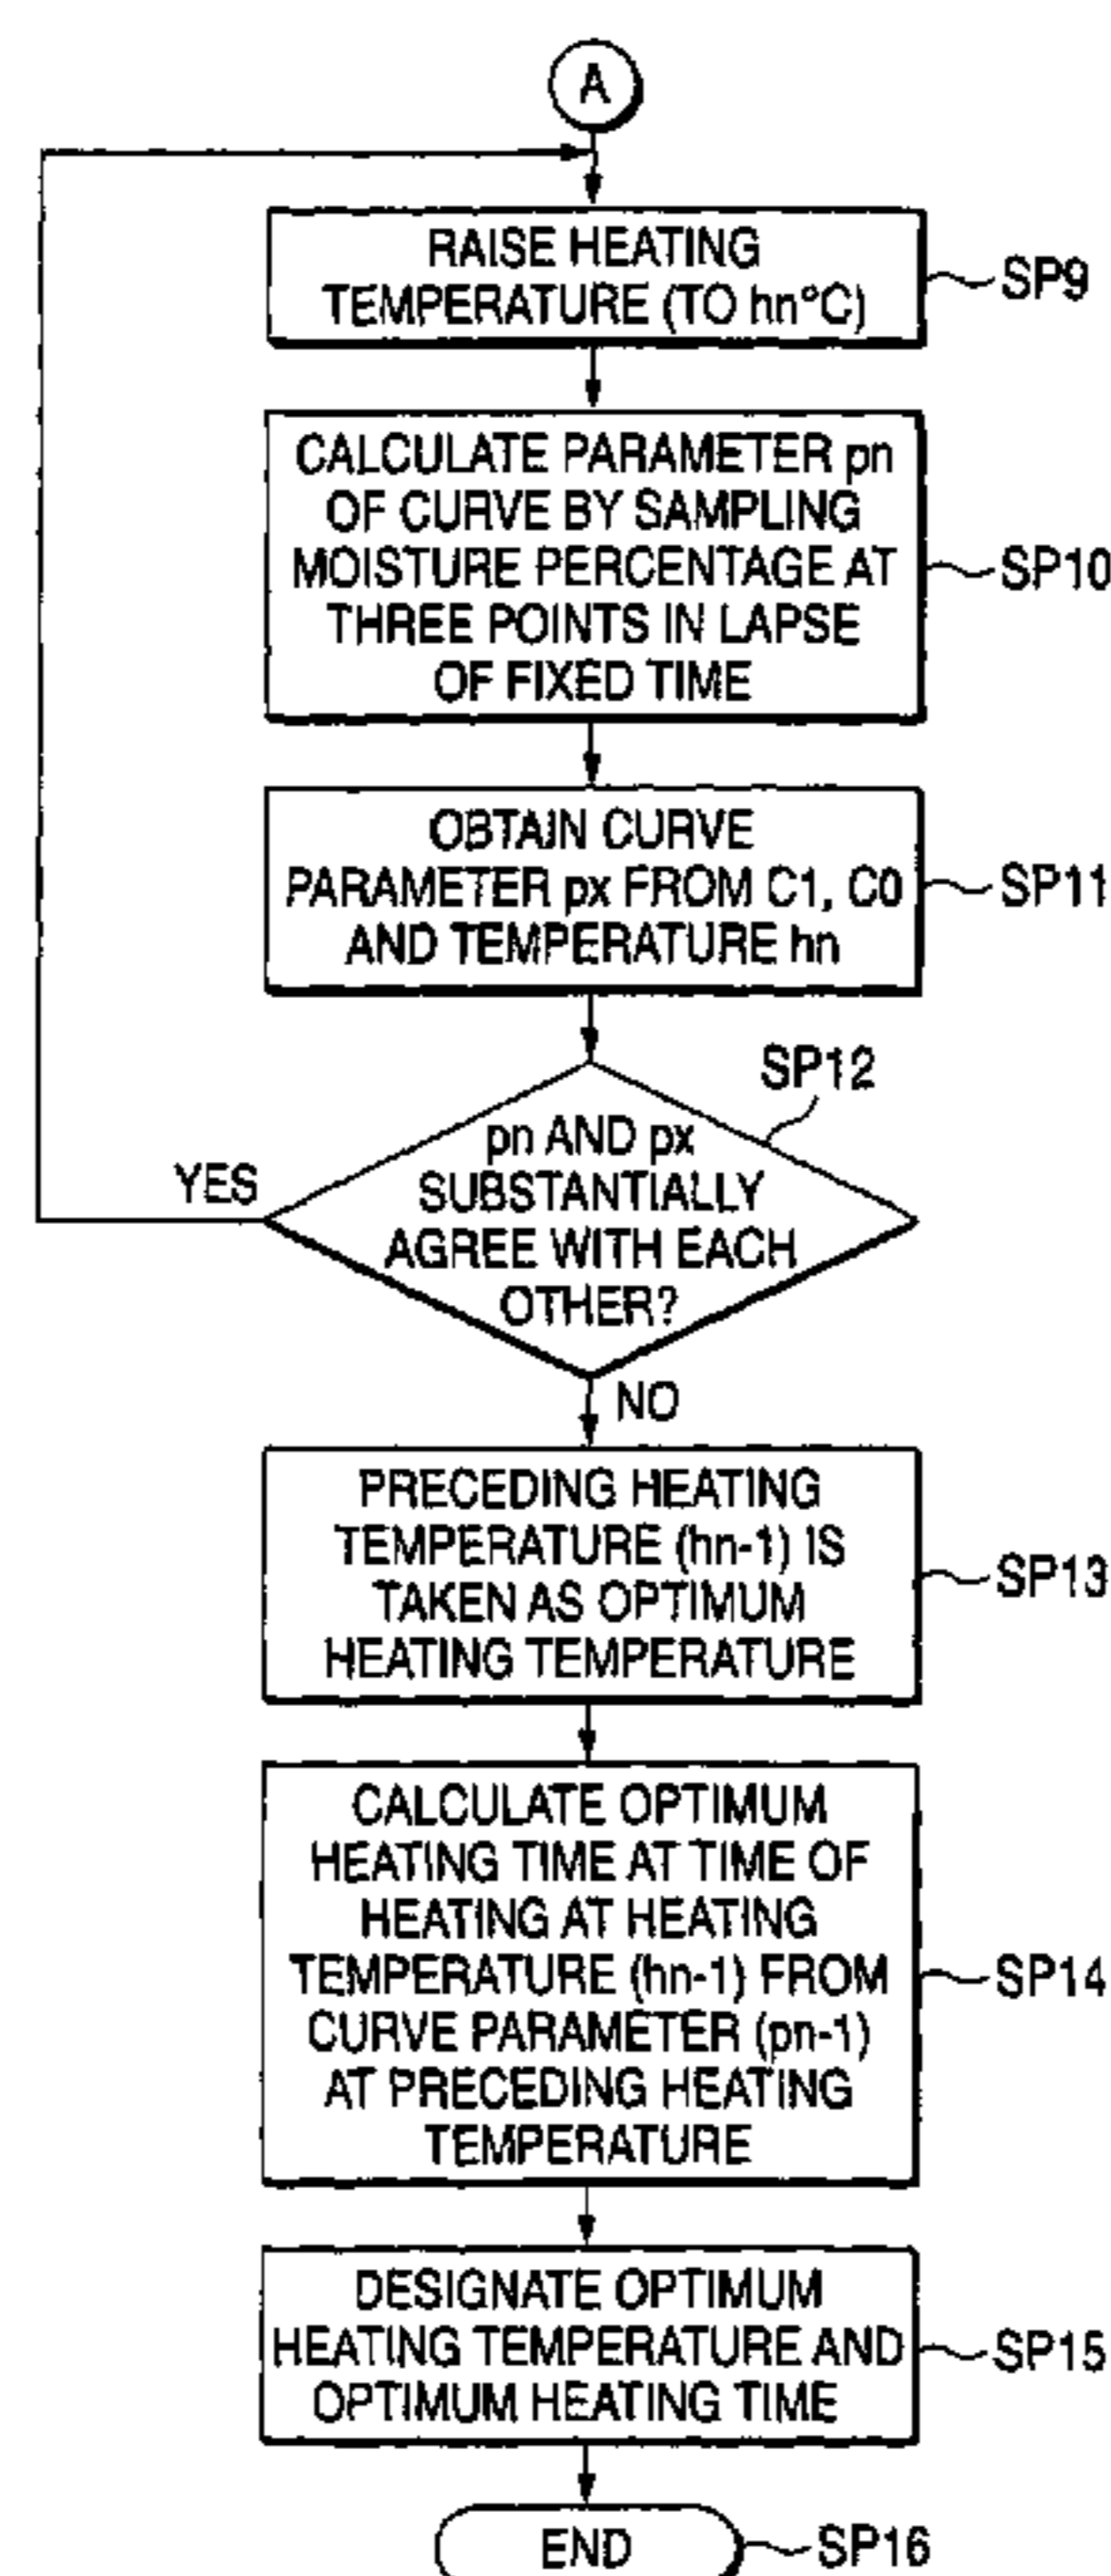 A
RAISE HEATING
TEMPERATURE (TO hn°C)
SP9
CALCULATE PARAMETER pn
OF CURVE BY SAMPLING
MOISTURE PERCENTAGE AT
THREE POINTS IN LAPSE
OF FIXED TIME
SP10
OBTAIN CURVE
PARAMETER px FROM C1, C0
AND TEMPERATURE hn
SP11
SP12
pn AND px
SUBSTANTIALLY
AGREE WITH EACH
OTHER?
YES
NO
PRECEDING HEATING
TEMPERATURE (hn-1) IS
TAKEN AS OPTIMUM
HEATING TEMPERATURE
SP13
CALCULATE OPTIMUM
HEATING TIME AT TIME OF
HEATING AT HEATING
TEMPERATURE (hn-1) FROM
CURVE PARAMETER (pn-1)
AT PRECEDING HEATING
TEMPERATURE
SP14
DESIGNATE OPTIMUM
HEATING TEMPERATURE AND
OPTIMUM HEATING TIME
SP15
END
SP16